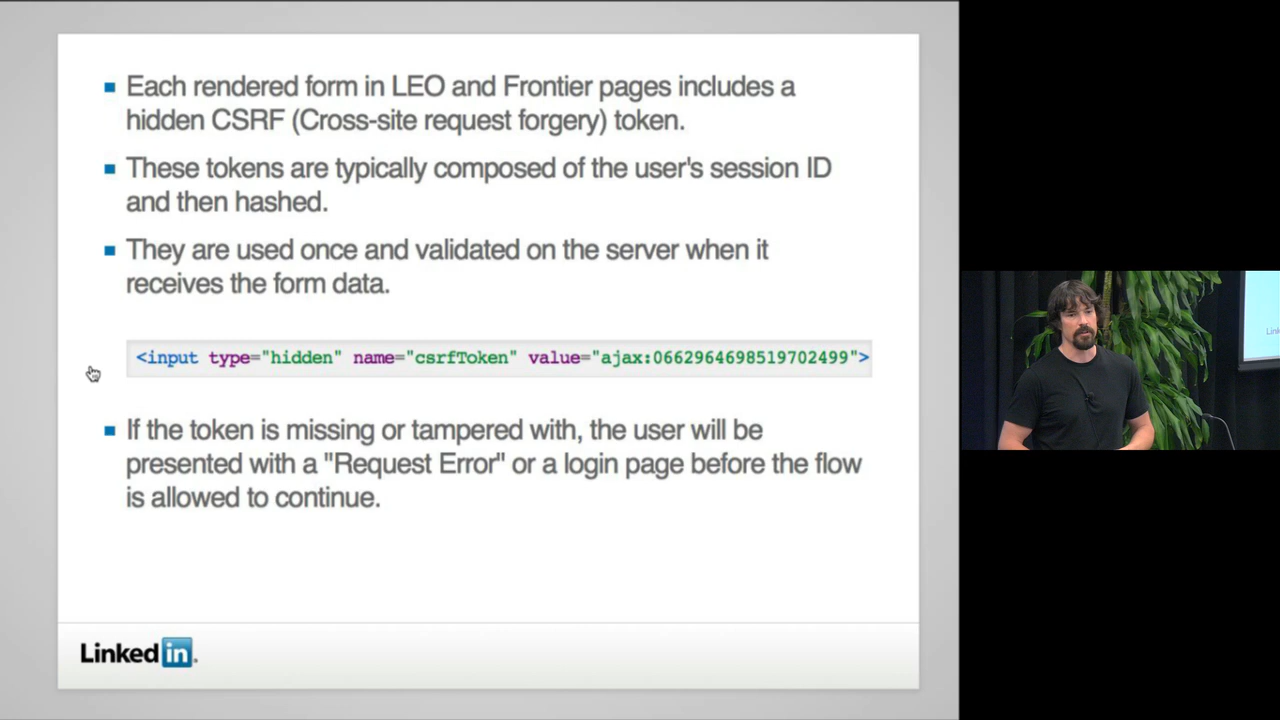 Each rendered form in LEO and Frontier pages includes a
hidden CSRF (Cross-site request forgery) token.
These tokens are typically composed of the user's session ID
and then hashed.
They are used once and validated on the server when it
receives the form data.
<input type="hidden" name="csrfToken" value="ajax:0662964698519702499">
If the token is missing or tampered with, the user will be
presented with a "Request Error" or a login page before the flow
is allowed to continue.
Linked in.